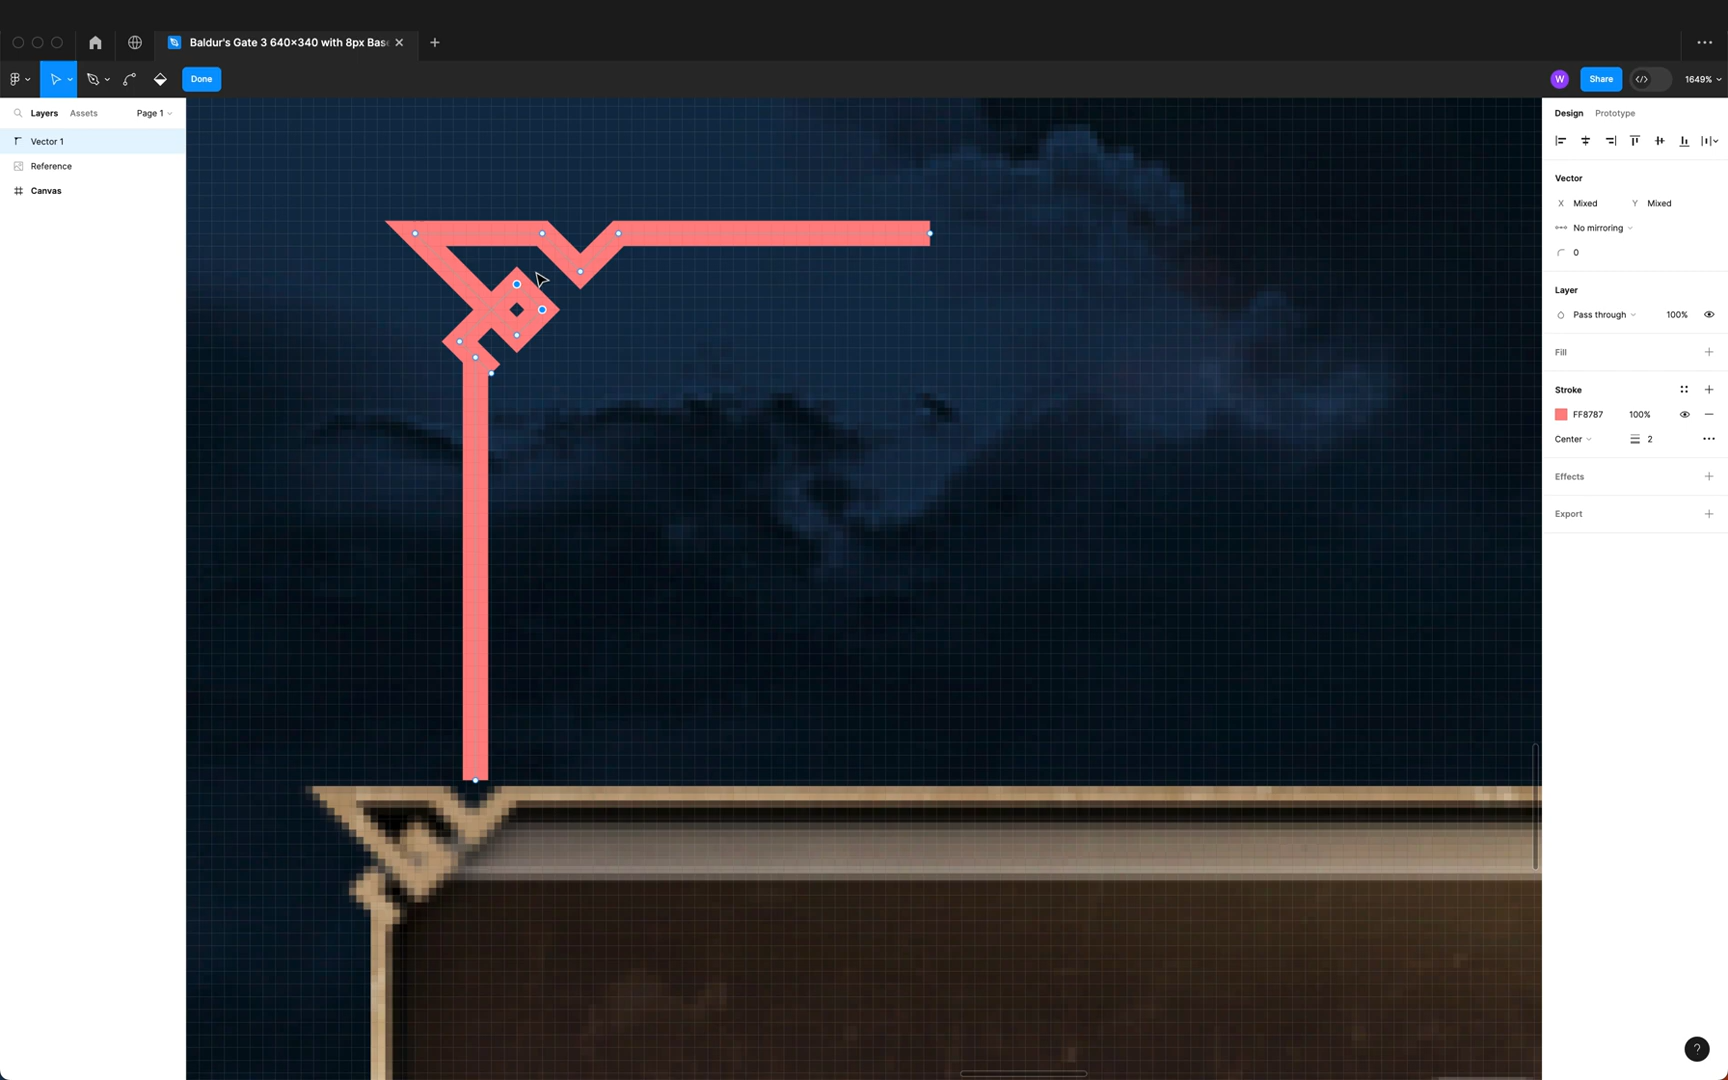 Baldur's Gate 3 640×340 with 8px Bas
Done
W
Share
1649%
Layers
Assets
Page 1
Vector 1
Reference
Canvas
Design
Prototype
Vector
X Mixed
Y Mixed
No mirroring
0
Layer
Pass through
100%
Fill
Stroke
FF8787
100%
Center
2
Effects
Export
?